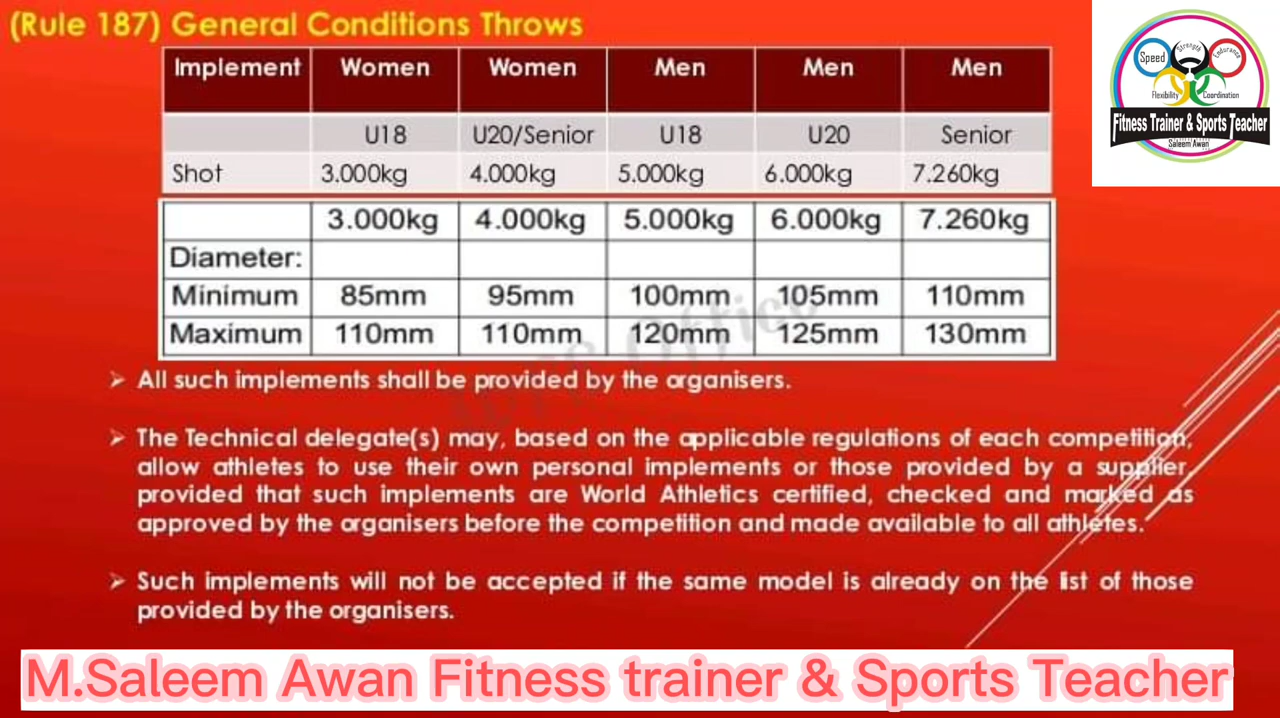 (Rule 187) General Conditions Throws
Implement Women Women Men Men Men
U18 U20/Senior U18 U20 Senior
Shot 3.000kg 4.000kg 5.000kg 6.000kg 7.260kg
3.000kg 4.000kg 5.000kg 6.000kg 7.260kg
Diameter:
Minimum 85mm 95mm 100mm 105mm 110mm
Maximum 110mm 110mm 120mm 125mm 130mm
➢ All such implements shall be provided by the organisers.
➢ The Technical delegate(s) may, based on the applicable regulations of each competition,
allow athletes to use their own personal implements or those provided by a supplier,
provided that such implements are World Athletics certified, checked and marked as
approved by the organisers before the competition and made available to all athletes.
➢ Such implements will not be accepted if the same model is already on the list of those
provided by the organisers.
M.Saleem Awan Fitness trainer & Sports Teacher
Speed
Strength
Endurance
Flexibility
Coordination
Fitness Trainer & Sports Teacher
Saleem Awan
Office